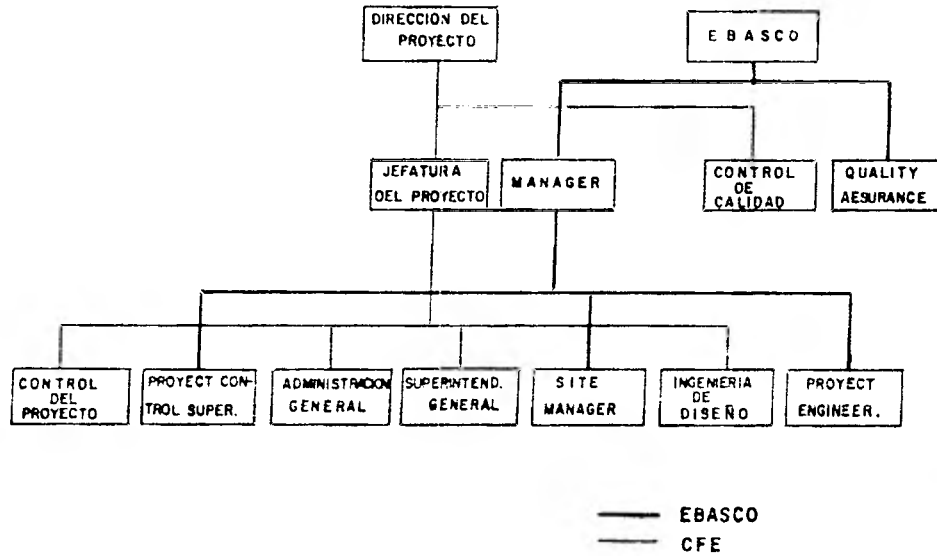 DIRECCION DEL
PROYECTO
E B A S C O
JEFATURA
DEL PROYECTO
MANAGER
CONTROL
DE
CALIDAD
QUALITY
AESURANCE
CONTROL
DEL
PROYECTO
PROYECT CON-
TROL SUPER.
ADMINISTRACION
GENERAL
SUPERINTEND.
GENERAL
SITE
MANAGER
INGENIERIA
DE
DISEÑO
PROYECT
ENGINEER.
EBASCO
CFE